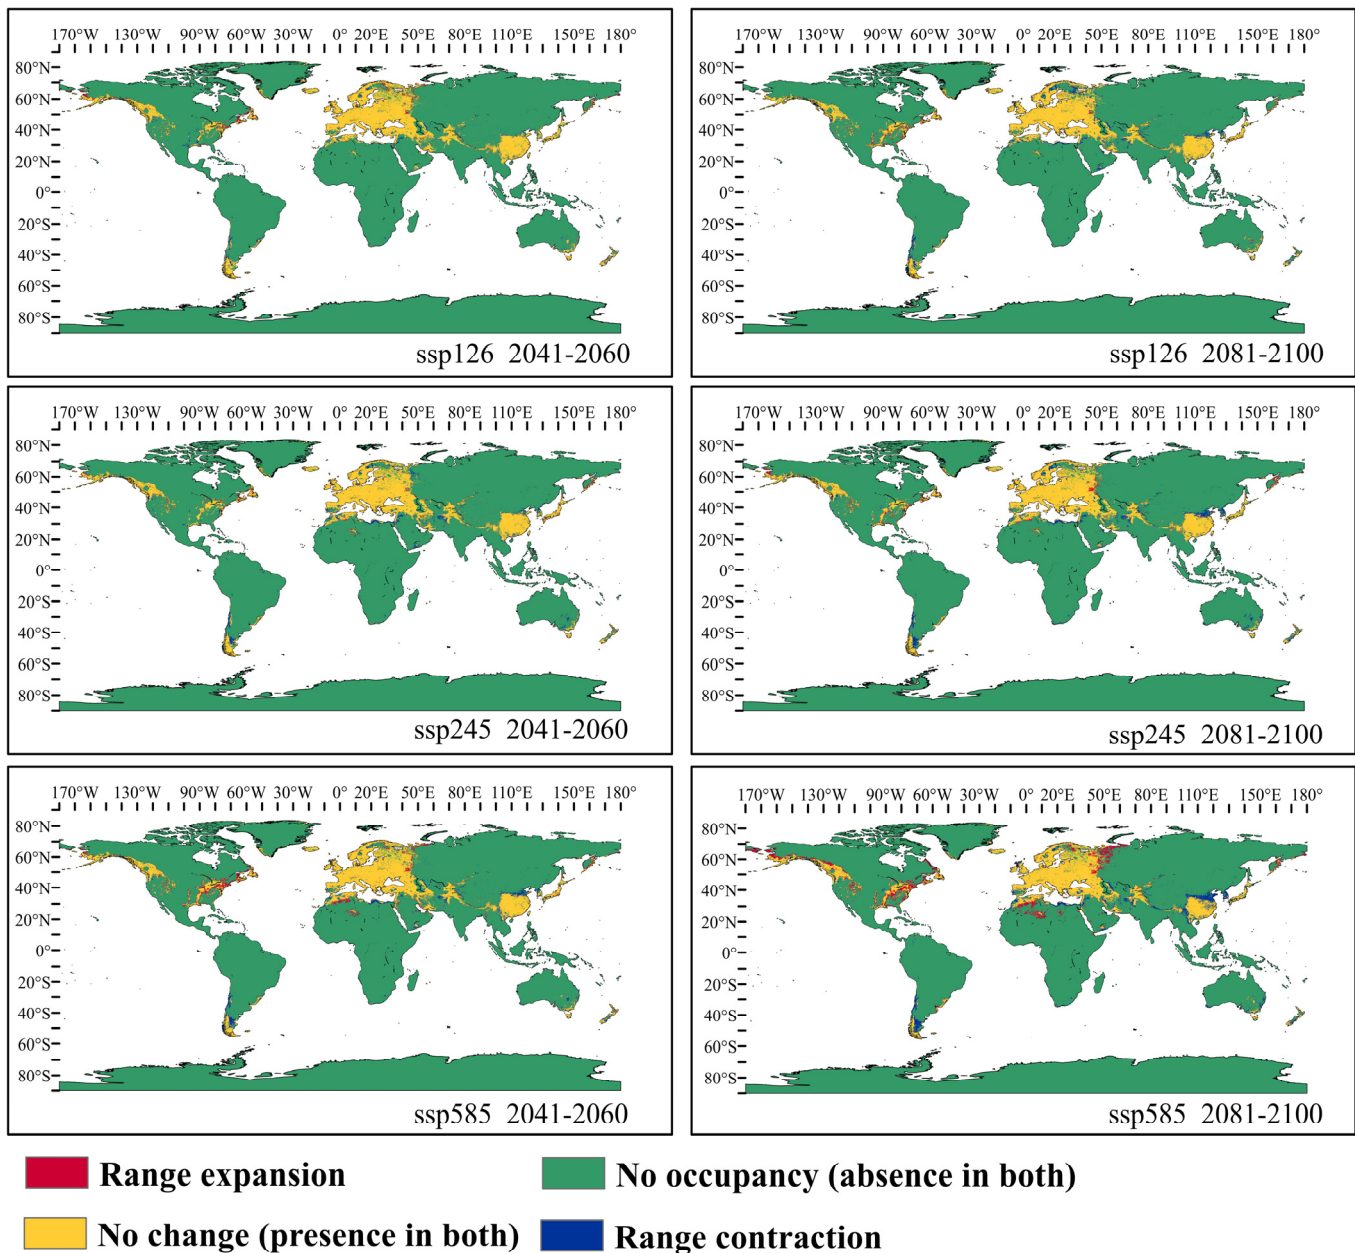 170°W 130°W 90°W 60°W 30°W 0° 20°E 50°E 80°E 110°E 150°E 180°
80°N
60°N
40°N
20°N
0°
20°S
40°S
60°S
80°S
ssp126 2041-2060
170°W 130°W 90°W 60°W 30°W 0° 20°E 50°E 80°E 110°E 150°E 180°
80°N
60°N
40°N
20°N
0°
20°S
40°S
60°S
80°S
ssp126 2081-2100
170°W 130°W 90°W 60°W 30°W 0° 20°E 50°E 80°E 110°E 150°E 180°
80°N
60°N
40°N
20°N
0°
20°S
40°S
60°S
80°S
ssp245 2041-2060
170°W 130°W 90°W 60°W 30°W 0° 20°E 50°E 80°E 110°E 150°E 180°
80°N
60°N
40°N
20°N
0°
20°S
40°S
60°S
80°S
ssp245 2081-2100
170°W 130°W 90°W 60°W 30°W 0° 20°E 50°E 80°E 110°E 150°E 180°
80°N
60°N
40°N
20°N
0°
20°S
40°S
60°S
80°S
ssp585 2041-2060
170°W 130°W 90°W 60°W 30°W 0° 20°E 50°E 80°E 110°E 150°E 180°
80°N
60°N
40°N
20°N
0°
20°S
40°S
60°S
80°S
ssp585 2081-2100
Range expansion
No occupancy (absence in both)
No change (presence in both)
Range contraction